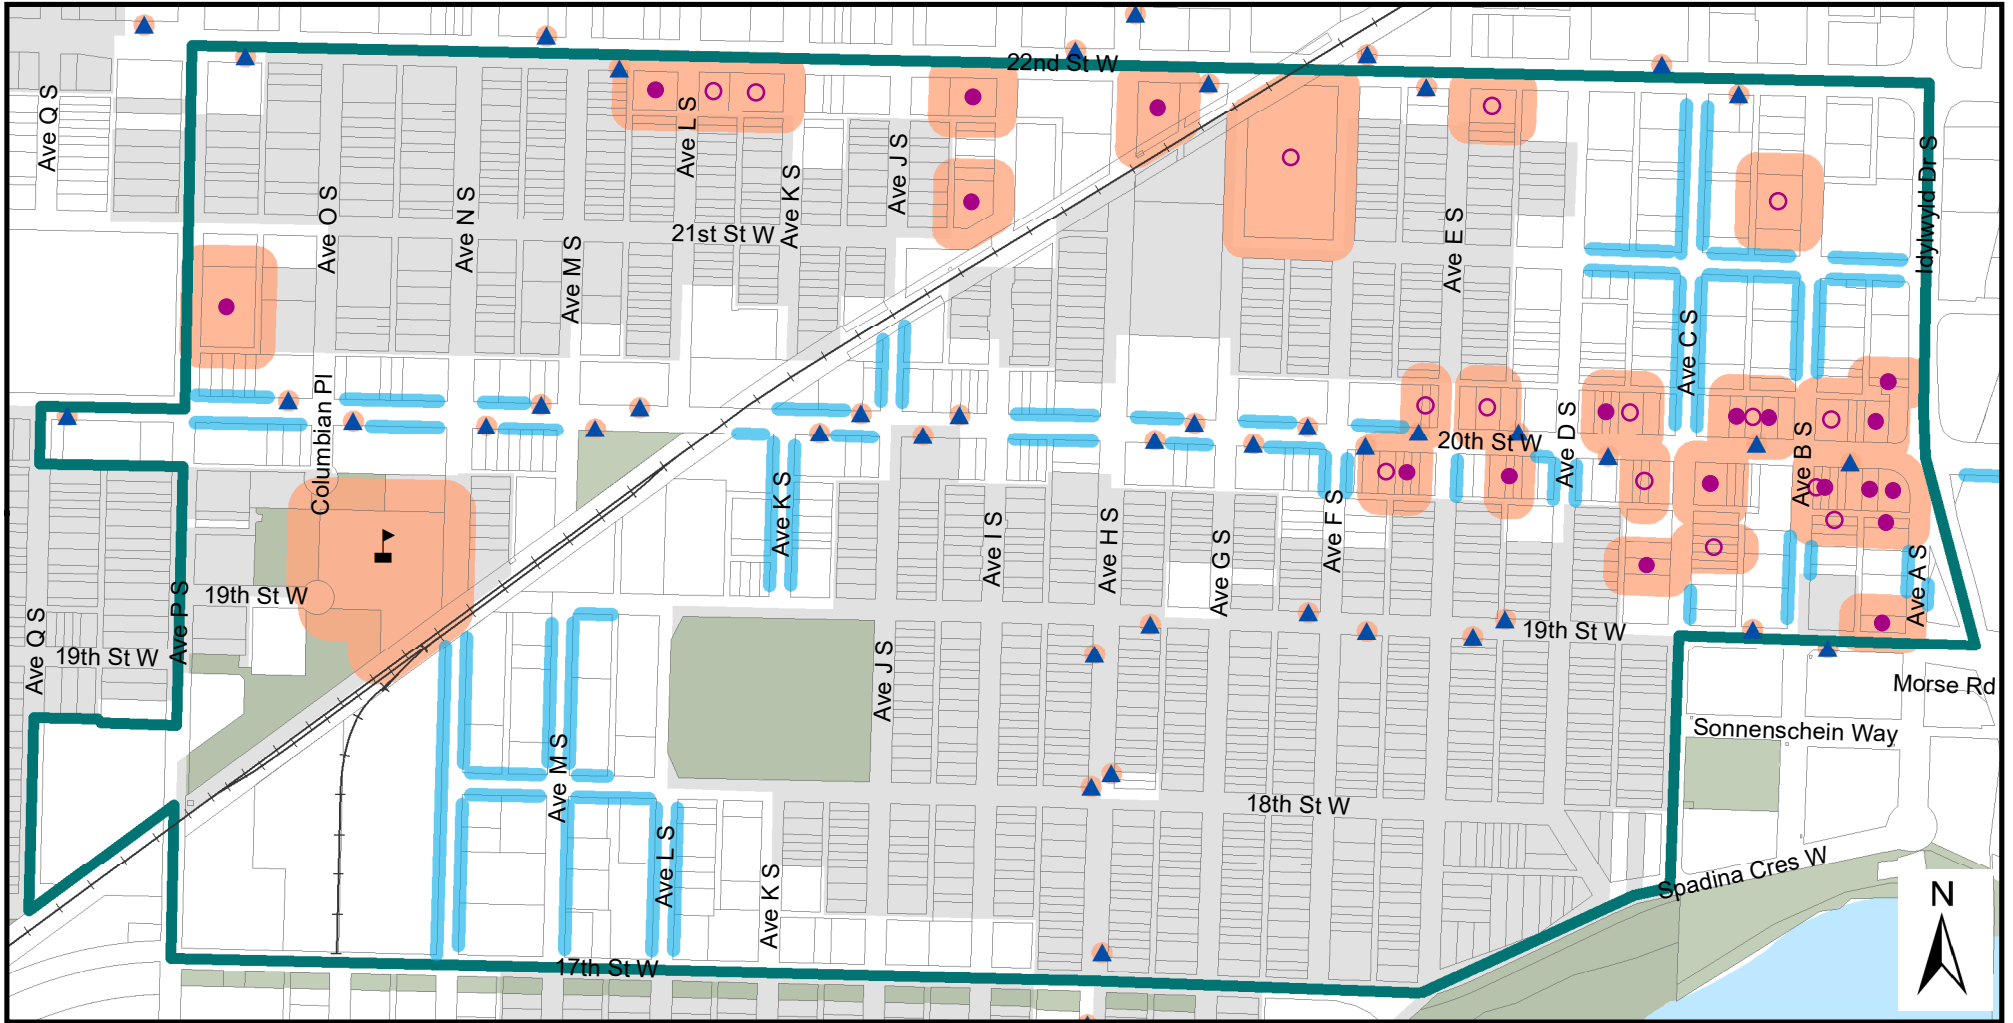 22nd St W
Ave Q S
Ave L S
Ave J S
Idylwyld Dr S
Ave O S
Ave N S
Ave K S
21st St W
Ave M S
Ave E S
Ave C S
Columbian Pl
20th St W
Ave D S
Ave B S
Ave K S
Ave I S
Ave H S
Ave G S
Ave F S
19th St W
Ave P S
Ave A S
19th St W
Ave Q S
19th St W
Ave J S
Morse Rd
Sonnenschein Way
Ave M S
18th St W
Ave L S
Ave K S
Spadina Cres W
N
17th St W